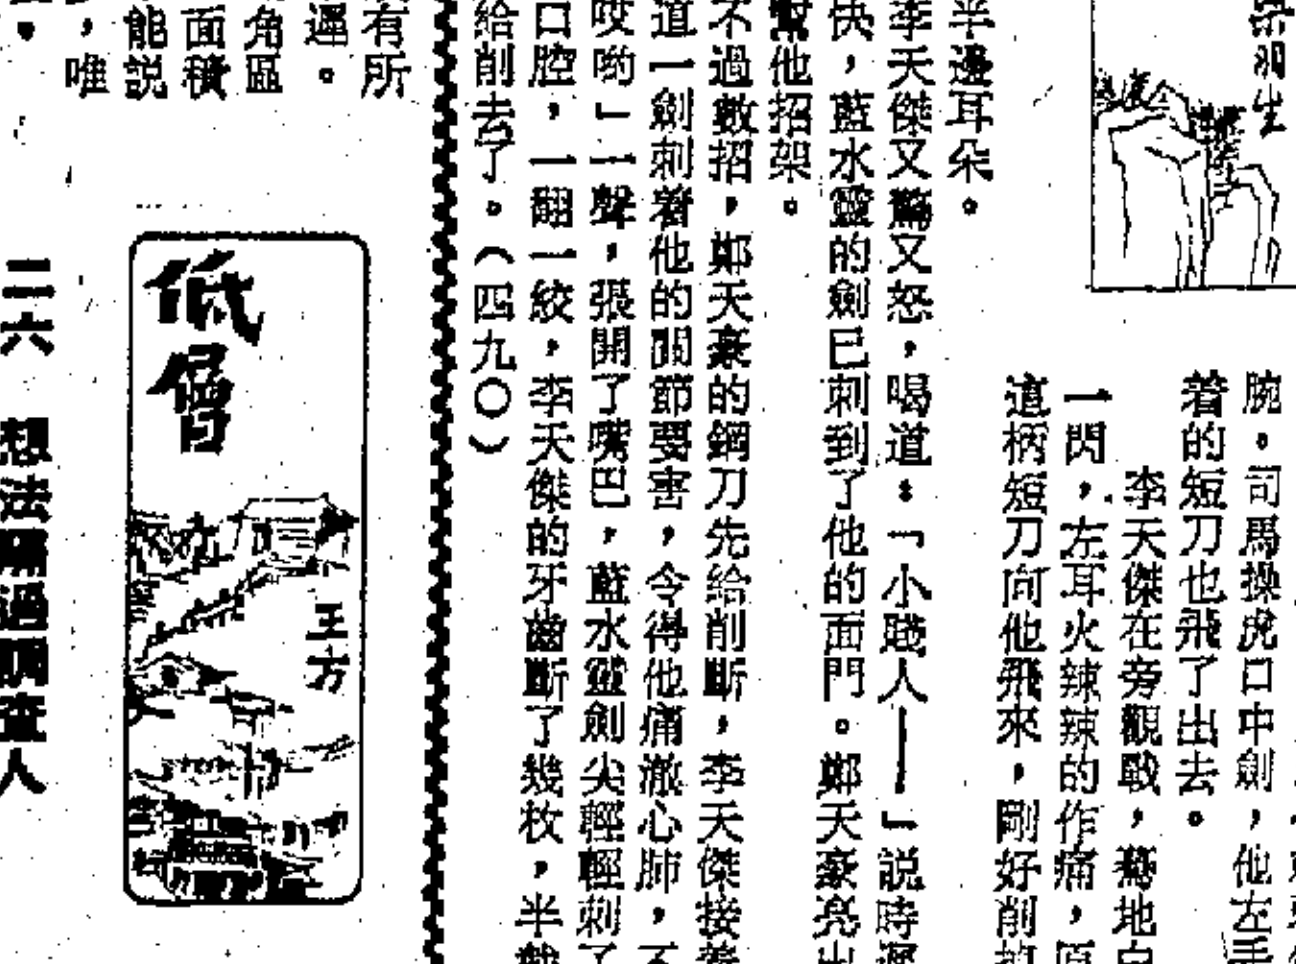 梁羽生
腕。司馬操虎口中劍,他左手
着的短刀也飛了出去。
李天傑在旁觀戰,驀地白
一閃,左耳火辣辣的作痛,原
這柄短刀向他飛來,剛好削掉
半邊耳朵。
李天傑又驚又怒,喝道:「小賤人——」説時遲
快,藍水靈的劍已刺到了他的面門。鄭天豪亮出
幫他招架。
不過數招,鄭天豪的鋼刀先給削斷,李天傑接着
道一劍刺着他的關節要害,令得他痛澈心肺,不
哎喲」一聲,張開了嘴巴,藍水靈劍尖輕輕刺了
口腔,一翻一絞,李天傑的牙齒斷了幾枚,半截
給削去了。(四九〇)
有所
遲。
角區
面積
能説
,唯
低僧
王方
二六 想法瞞過調查人